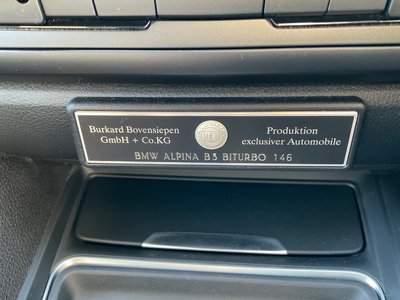 Burkard Bovensiepen
GmbH + Co.KG
Produktion
exclusiver Automobile
BMW ALPINA B3 BITURBO 146